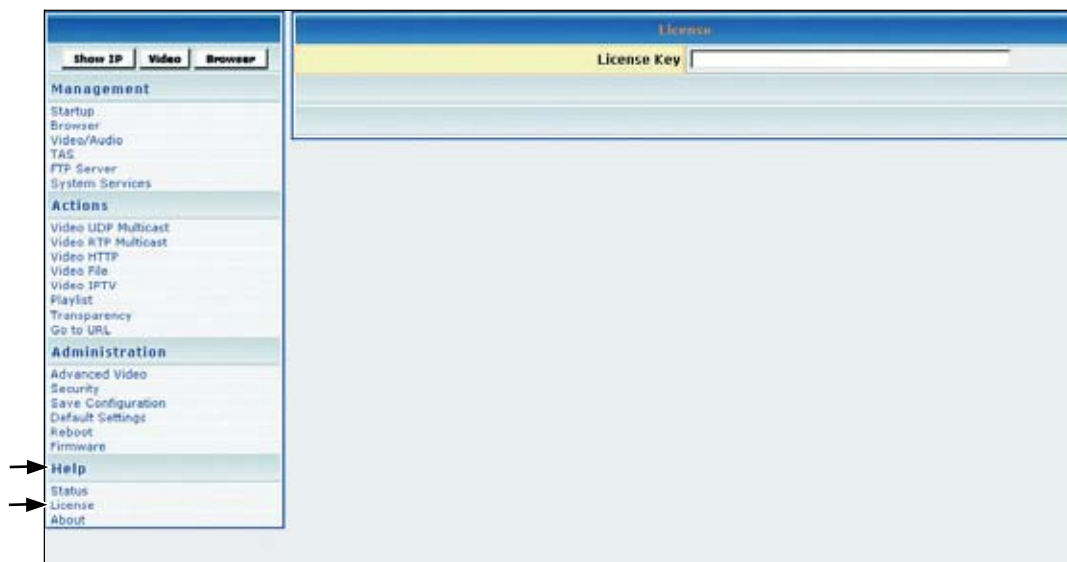 Show IP Video Browser
Management
Startup
Browser
Video/Audio
TAS
FTP Server
System Services
Actions
Video UDP Multicast
Video RTP Multicast
Video HTTP
Video File
Video IPTV
Playlist
Transparency
Go to URL
Administration
Advanced Video
Security
Save Configuration
Default Settings
Reboot
Firmware
Help
Status
License
About
License
License Key